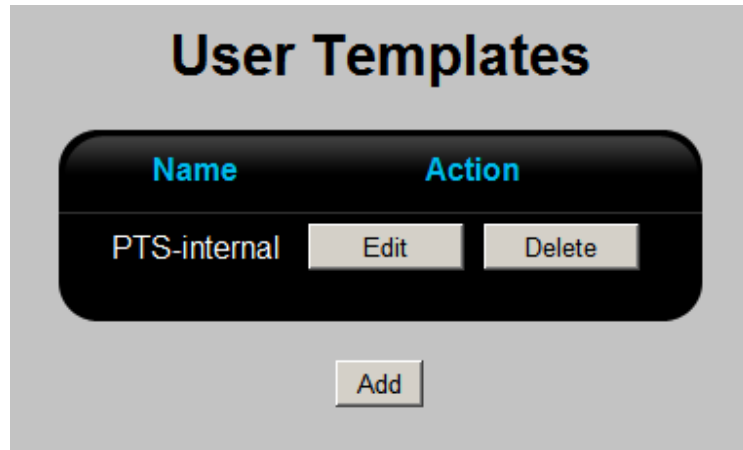 User Templates
Name Action
PTS-internal Edit Delete
Add